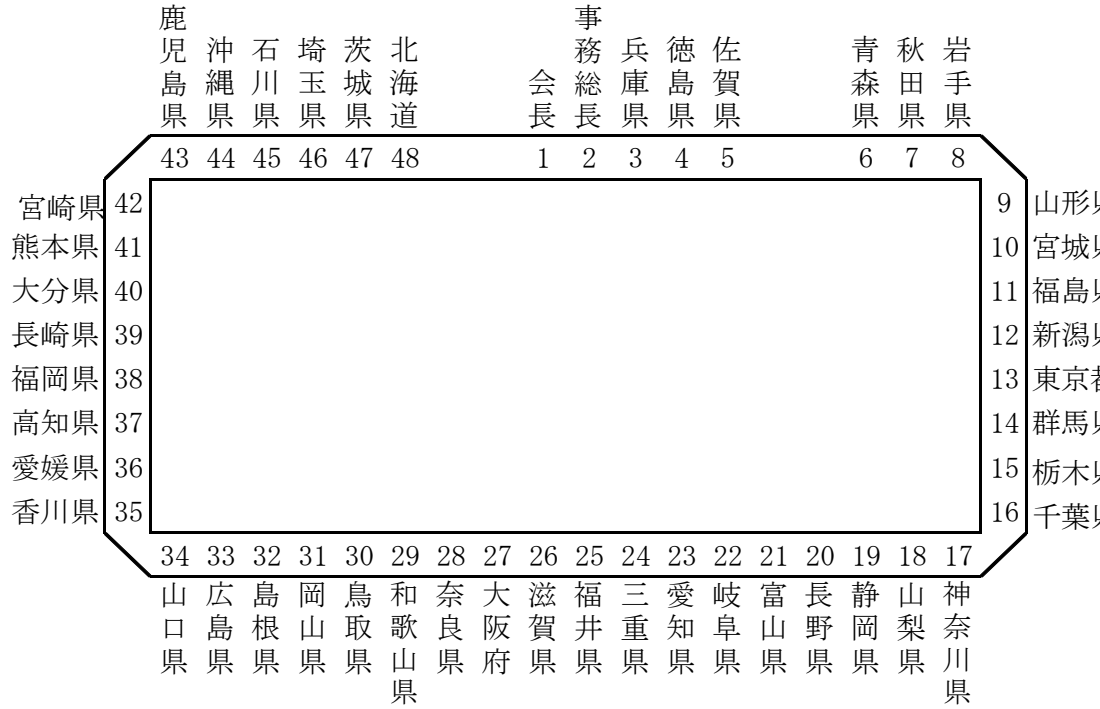 鹿児島県
沖縄県
石川県
埼玉県
茨城県
北海道
会長
事務総長
兵庫県
徳島県
佐賀県
青森県
秋田県
岩手県
43 44 45 46 47 48 1 2 3 4 5 6 7 8
宮崎県 42
熊本県 41
大分県 40
長崎県 39
福岡県 38
高知県 37
愛媛県 36
香川県 35
9 山形
10 宮城
11 福島
12 新潟
13 東京
14 群馬
15 栃木
16 千葉
34 33 32 31 30 29 28 27 26 25 24 23 22 21 20 19 18 17
山口県
広島県
島根県
岡山県
鳥取県
和歌山県
奈良県
大阪府
滋賀県
福井県
三重県
愛知県
岐阜県
富山県
長野県
静岡県
山梨県
神奈川県